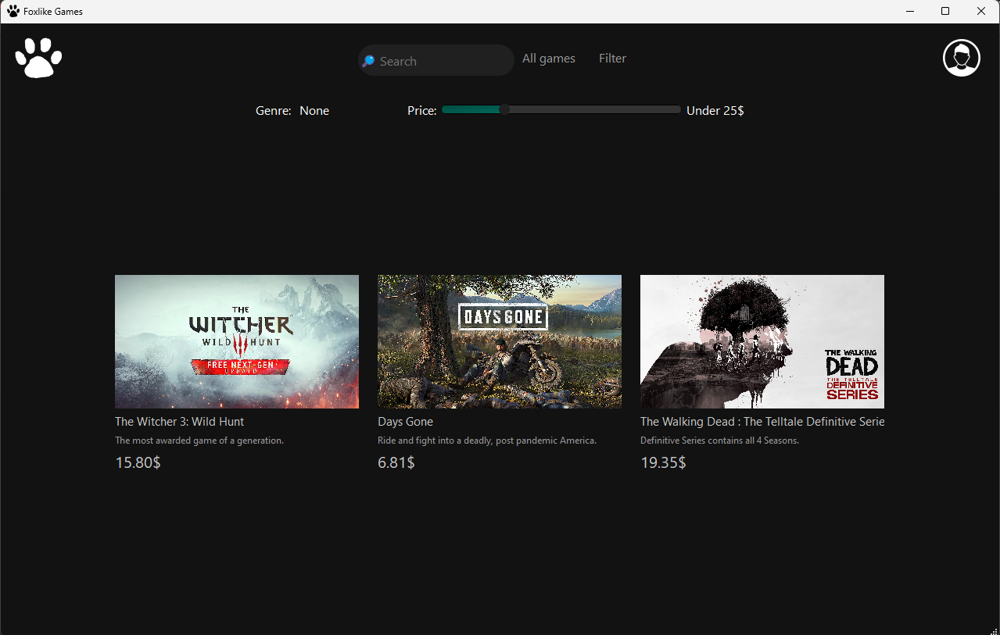 Foxlike Games
Search
All games
Filter
Genre: None
Price:
Under 25$
THE
WITCHER
WILD HUNT
FREE NEXT-GEN
UPDATE
DAYS GONE
THE WALKING
DEAD
THE TELLTALE
DEFINITIVE
SERIES
The Witcher 3: Wild Hunt
The most awarded game of a generation.
15.80$
Days Gone
Ride and fight into a deadly, post pandemic America.
6.81$
The Walking Dead : The Telltale Definitive Serie
Definitive Series contains all 4 Seasons.
19.35$